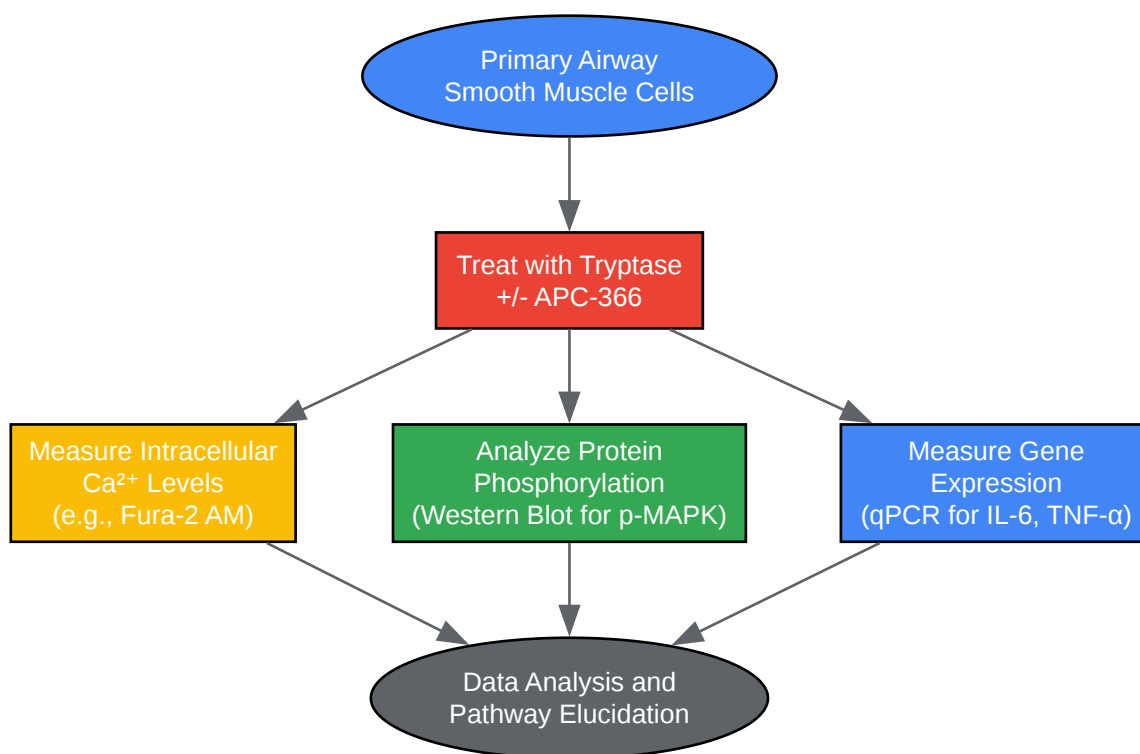 Primary Airway
Smooth Muscle Cells
Treat with Tryptase
+/- APC-366
Measure Intracellular
Ca²⁺ Levels
(e.g., Fura-2 AM)
Analyze Protein
Phosphorylation
(Western Blot for p-MAPK)
Measure Gene
Expression
(qPCR for IL-6, TNF-α)
Data Analysis and
Pathway Elucidation